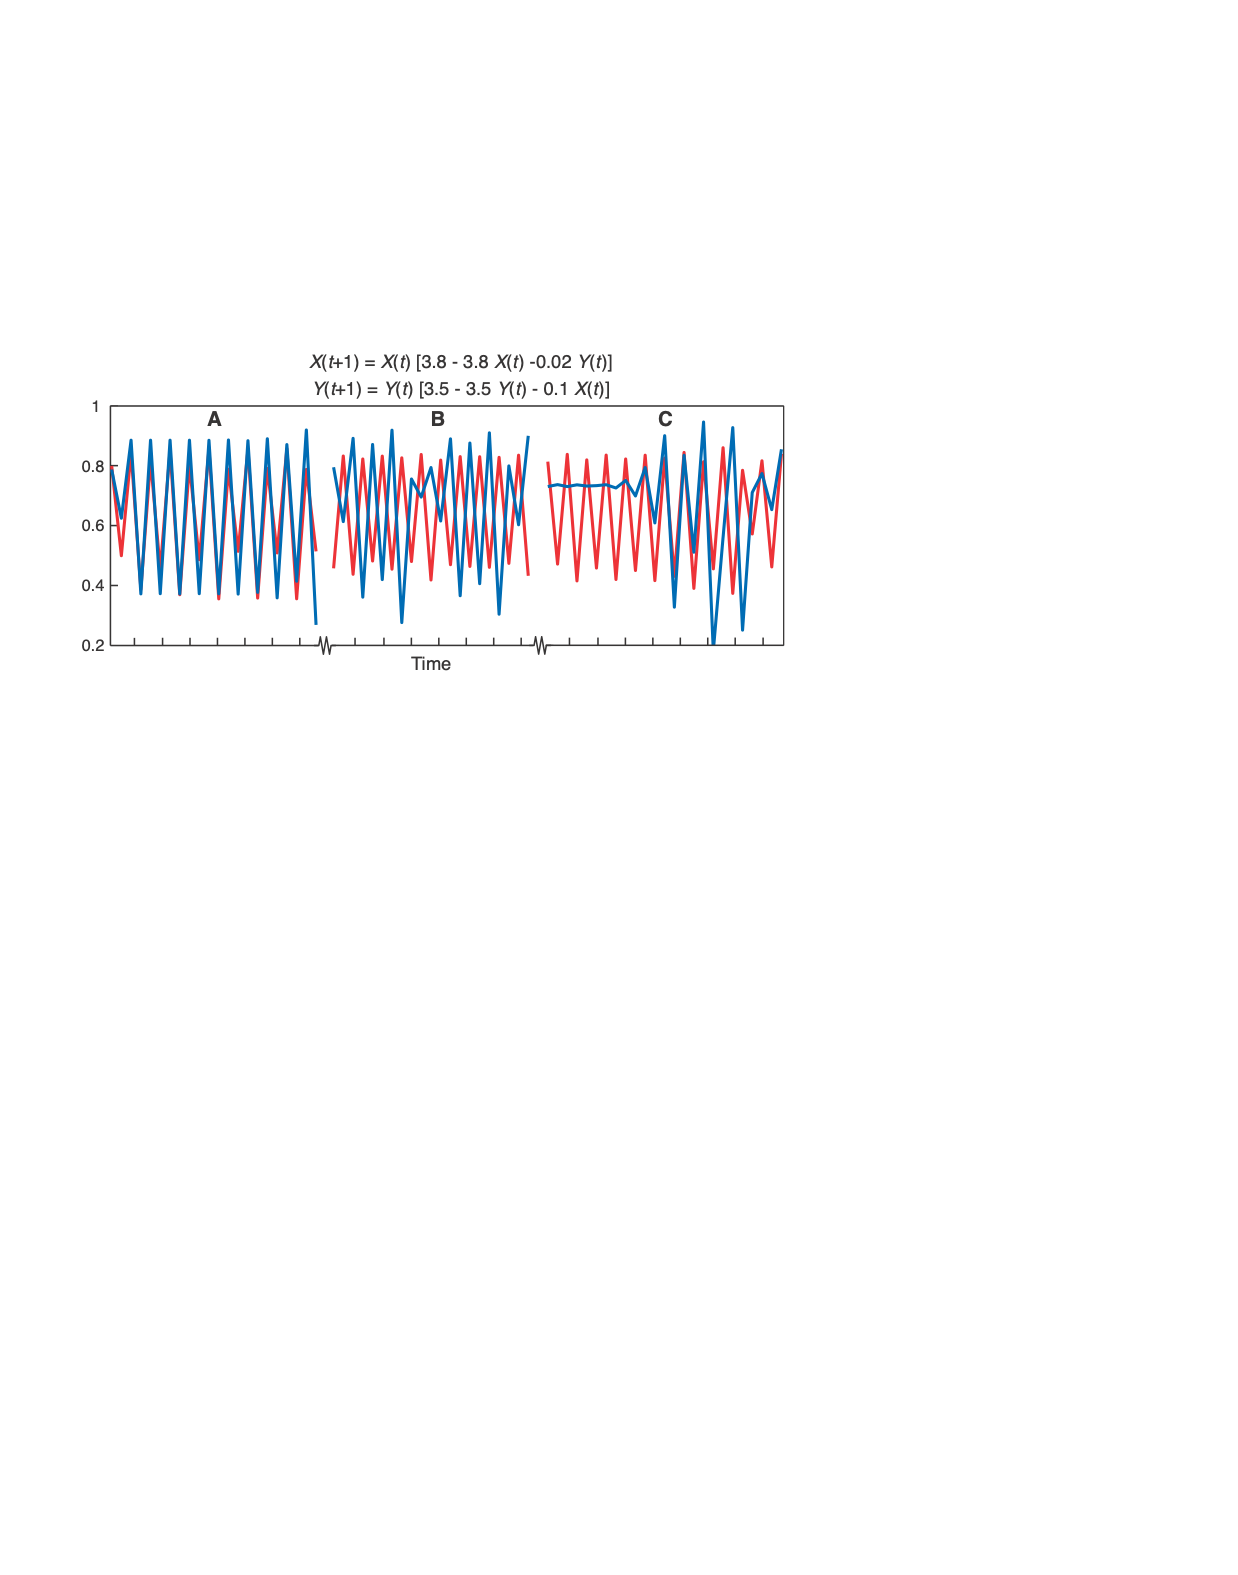 X(t+1) = X(t) [3.8 - 3.8 X(t) -0.02 Y(t)]
Y(t+1) = Y(t) [3.5 - 3.5 Y(t) - 0.1 X(t)]
A B C
1
0.8
0.6
0.4
0.2
Time